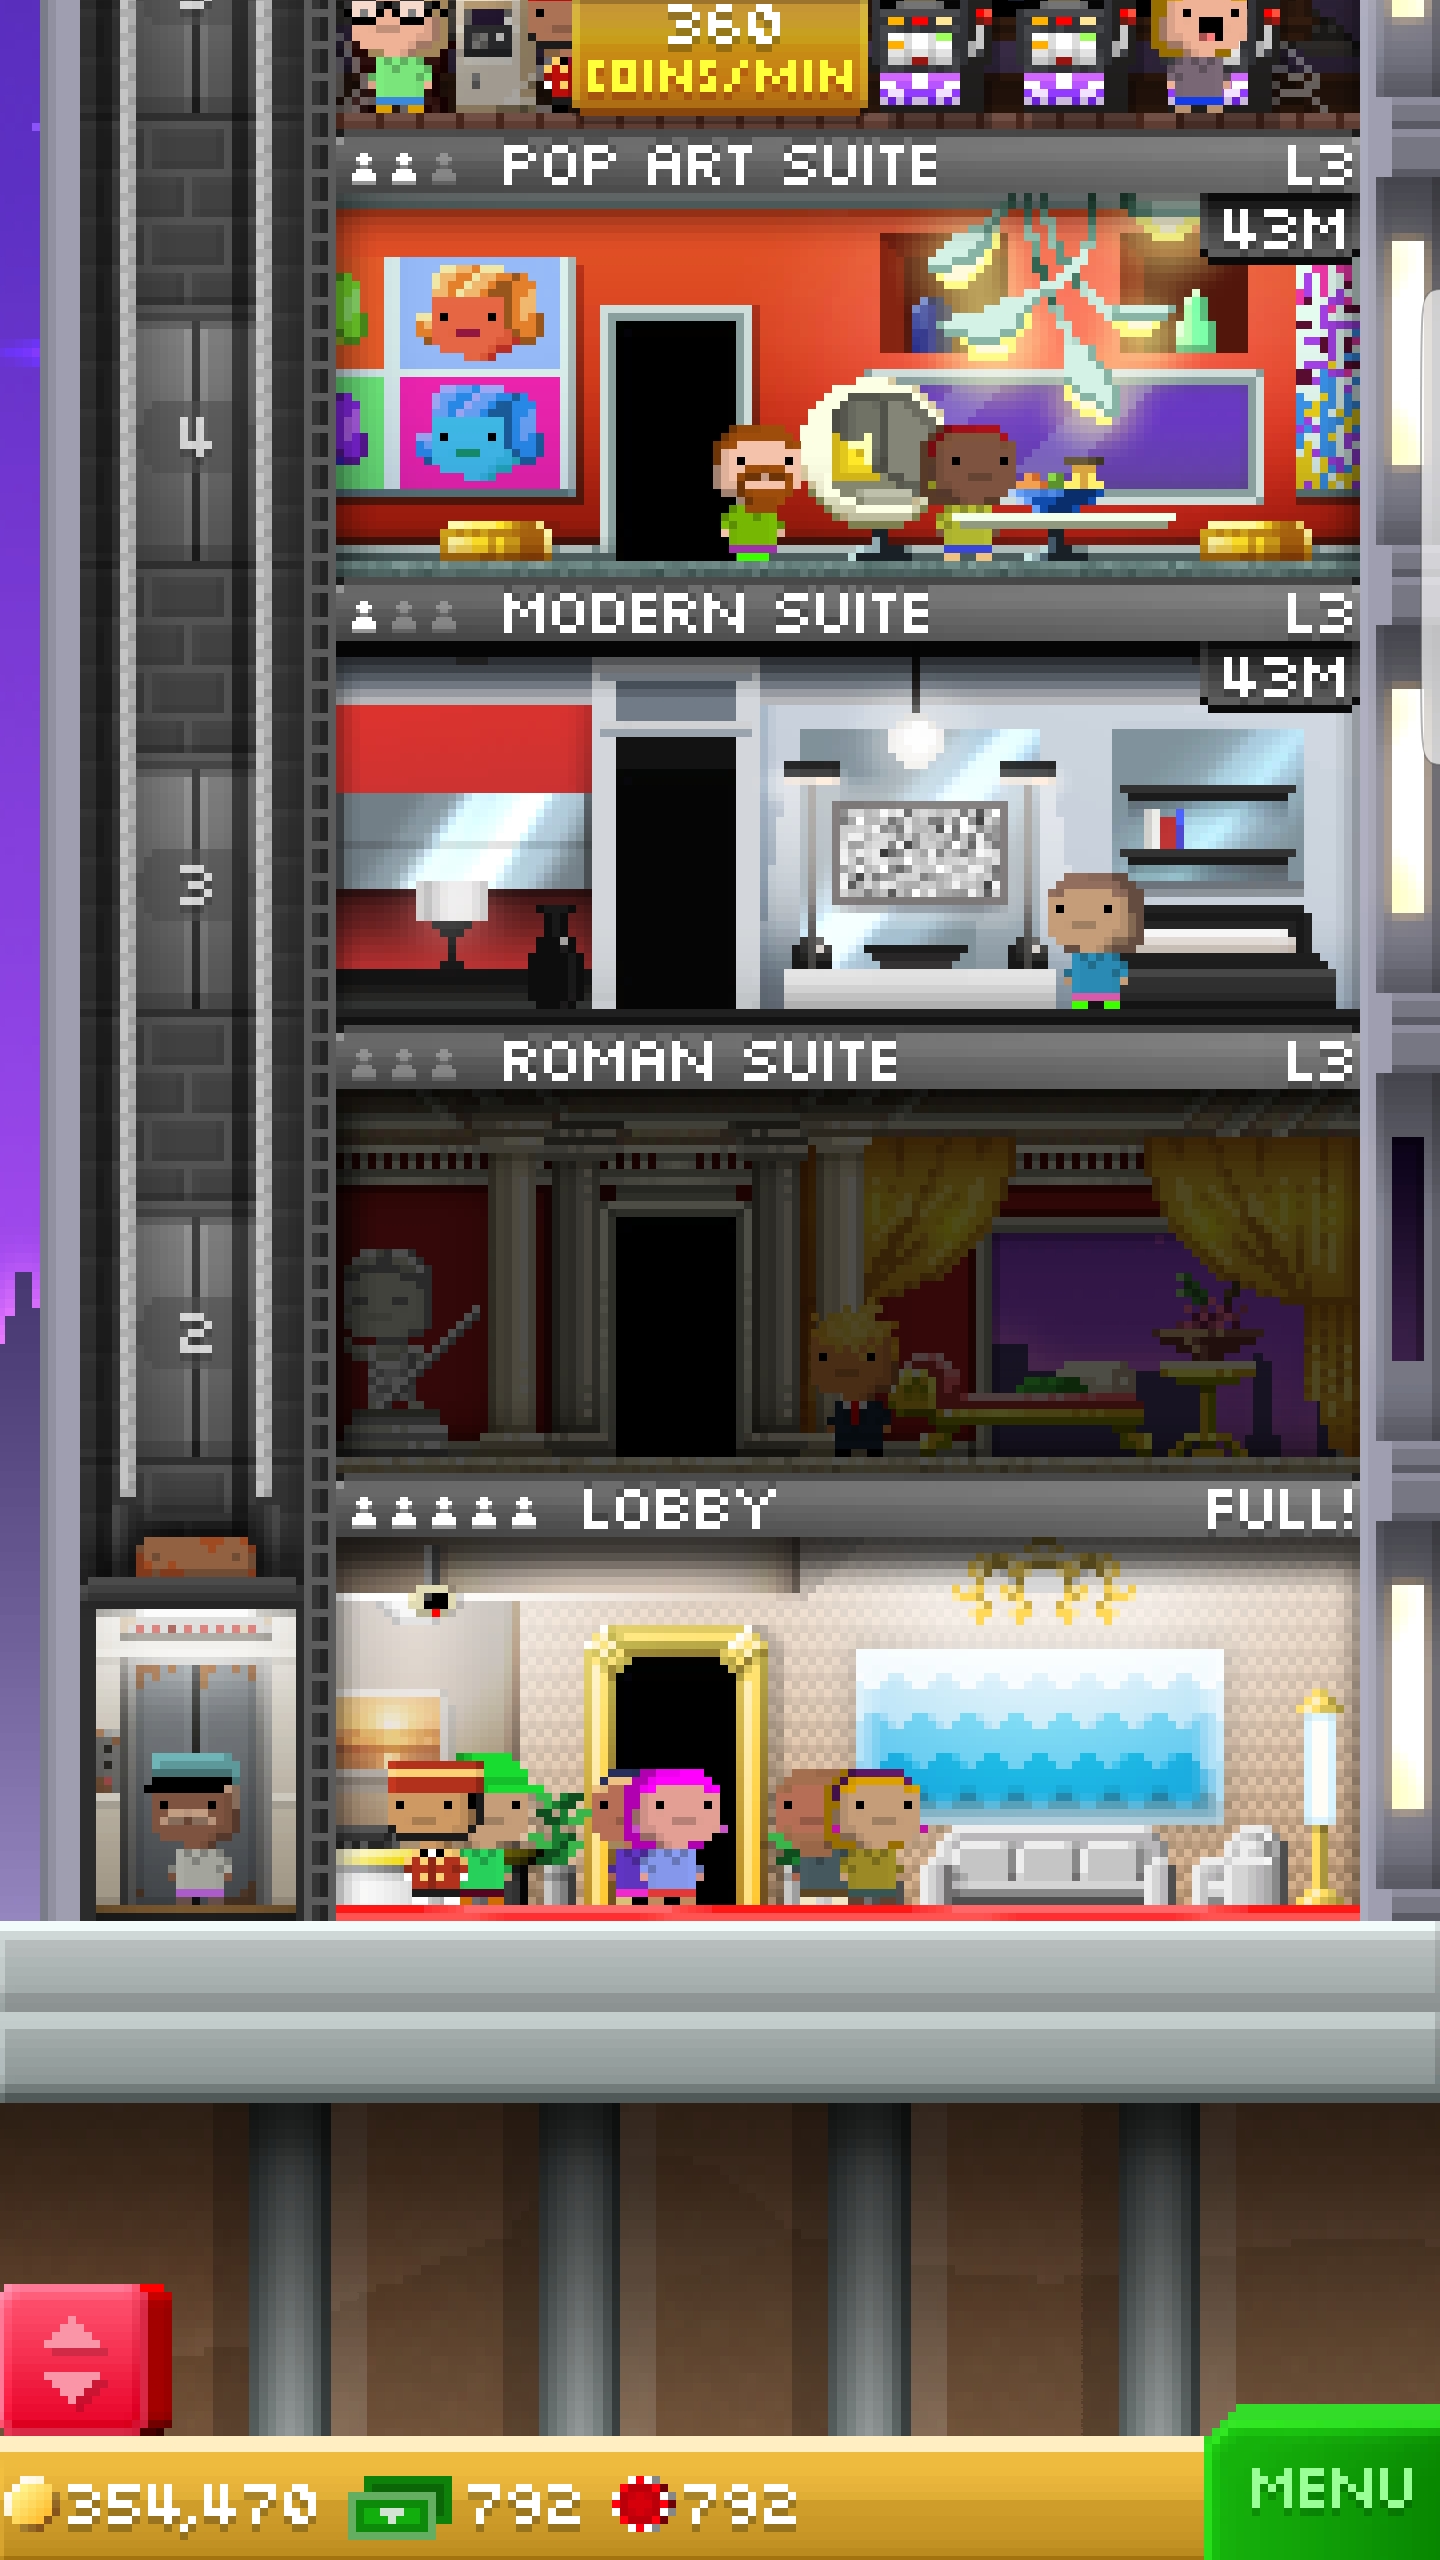 360
COINS/MIN
POP ART SUITE L3
43M
4
MODERN SUITE L3
43M
3
ROMAN SUITE L3
2
LOBBY FULL!
354,470 792 792
MENU